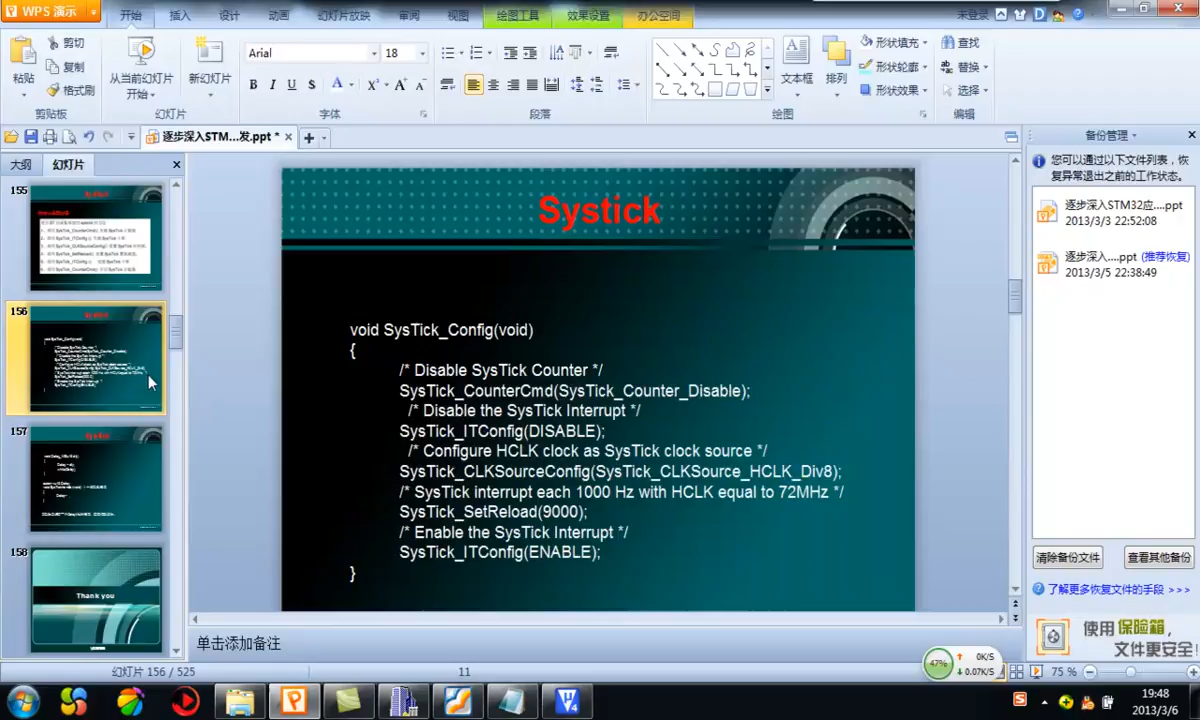 WPS 演示
开始 插入 设计 动画 幻灯片放映 审阅 视图 绘图工具 效果设置 办公空间 未登录
粘贴 剪切 复制 格式刷 剪贴板
从当前幻灯片开始 新幻灯片 幻灯片
Arial 18
B I U S A X² A A
字体
段落
文本框 排列 形状填充 形状轮廓 形状效果
绘图
查找 替换 选择
编辑
逐步深入STM...发.ppt *
大纲 幻灯片
155
156
157
158
Thank you
Systick
void SysTick_Config(void)
{
/* Disable SysTick Counter */
SysTick_CounterCmd(SysTick_Counter_Disable);
/* Disable the SysTick Interrupt */
SysTick_ITConfig(DISABLE);
/* Configure HCLK clock as SysTick clock source */
SysTick_CLKSourceConfig(SysTick_CLKSource_HCLK_Div8);
/* SysTick interrupt each 1000 Hz with HCLK equal to 72MHz */
SysTick_SetReload(9000);
/* Enable the SysTick Interrupt */
SysTick_ITConfig(ENABLE);
}
单击添加备注
备份管理
您可以通过以下文件列表，恢复异常退出之前的工作状态。
逐步深入STM32应....ppt
2013/3/3 22:52:08
逐步深入....ppt (推荐恢复)
2013/3/5 22:38:49
清除备份文件 查看其他备份
了解更多恢复文件的手段 >>>
使用保险箱,
文件更安全!
幻灯片 156 / 525 11
47% 0K/S
0.07K/S
75 %
19:48
2013/3/6